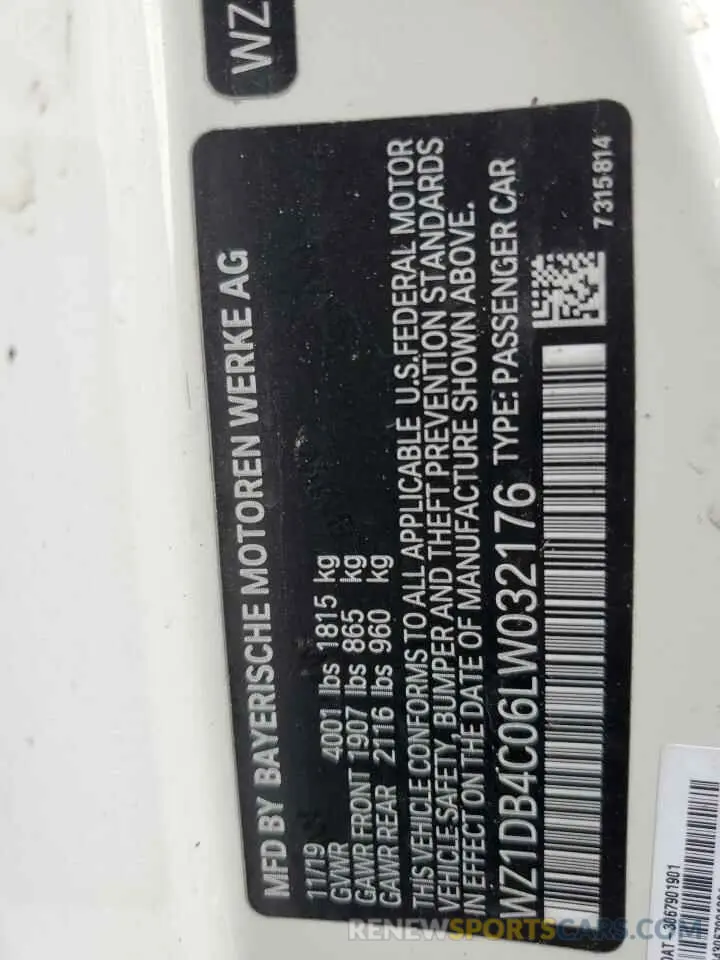 WZ
MFD BY BAYERISCHE MOTOREN WERKE AG
11/19
GVWR 4001 lbs 1815 kg
GAWR FRONT 1907 lbs 865 kg
GAWR REAR 2116 lbs 960 kg
THIS VEHICLE CONFORMS TO ALL APPLICABLE U.S. FEDERAL MOTOR
VEHICLE SAFETY, BUMPER AND THEFT PREVENTION STANDARDS
IN EFFECT ON THE DATE OF MANUFACTURE SHOWN ABOVE.
WZ1DB4C06LW032176 TYPE: PASSENGER CAR
7315814
RENEWSPORTSCARS.COM